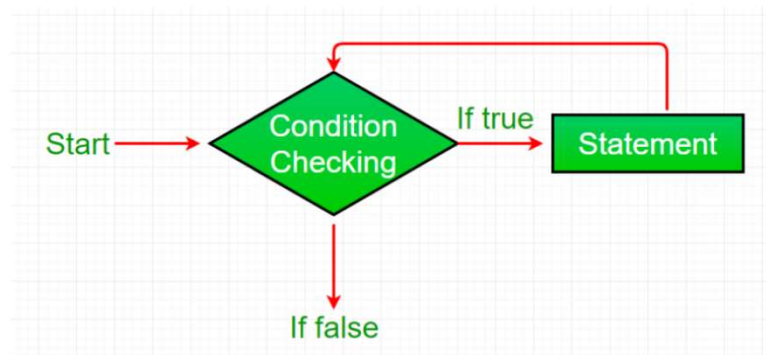 If true
Start
Condition
Checking
Statement
If false